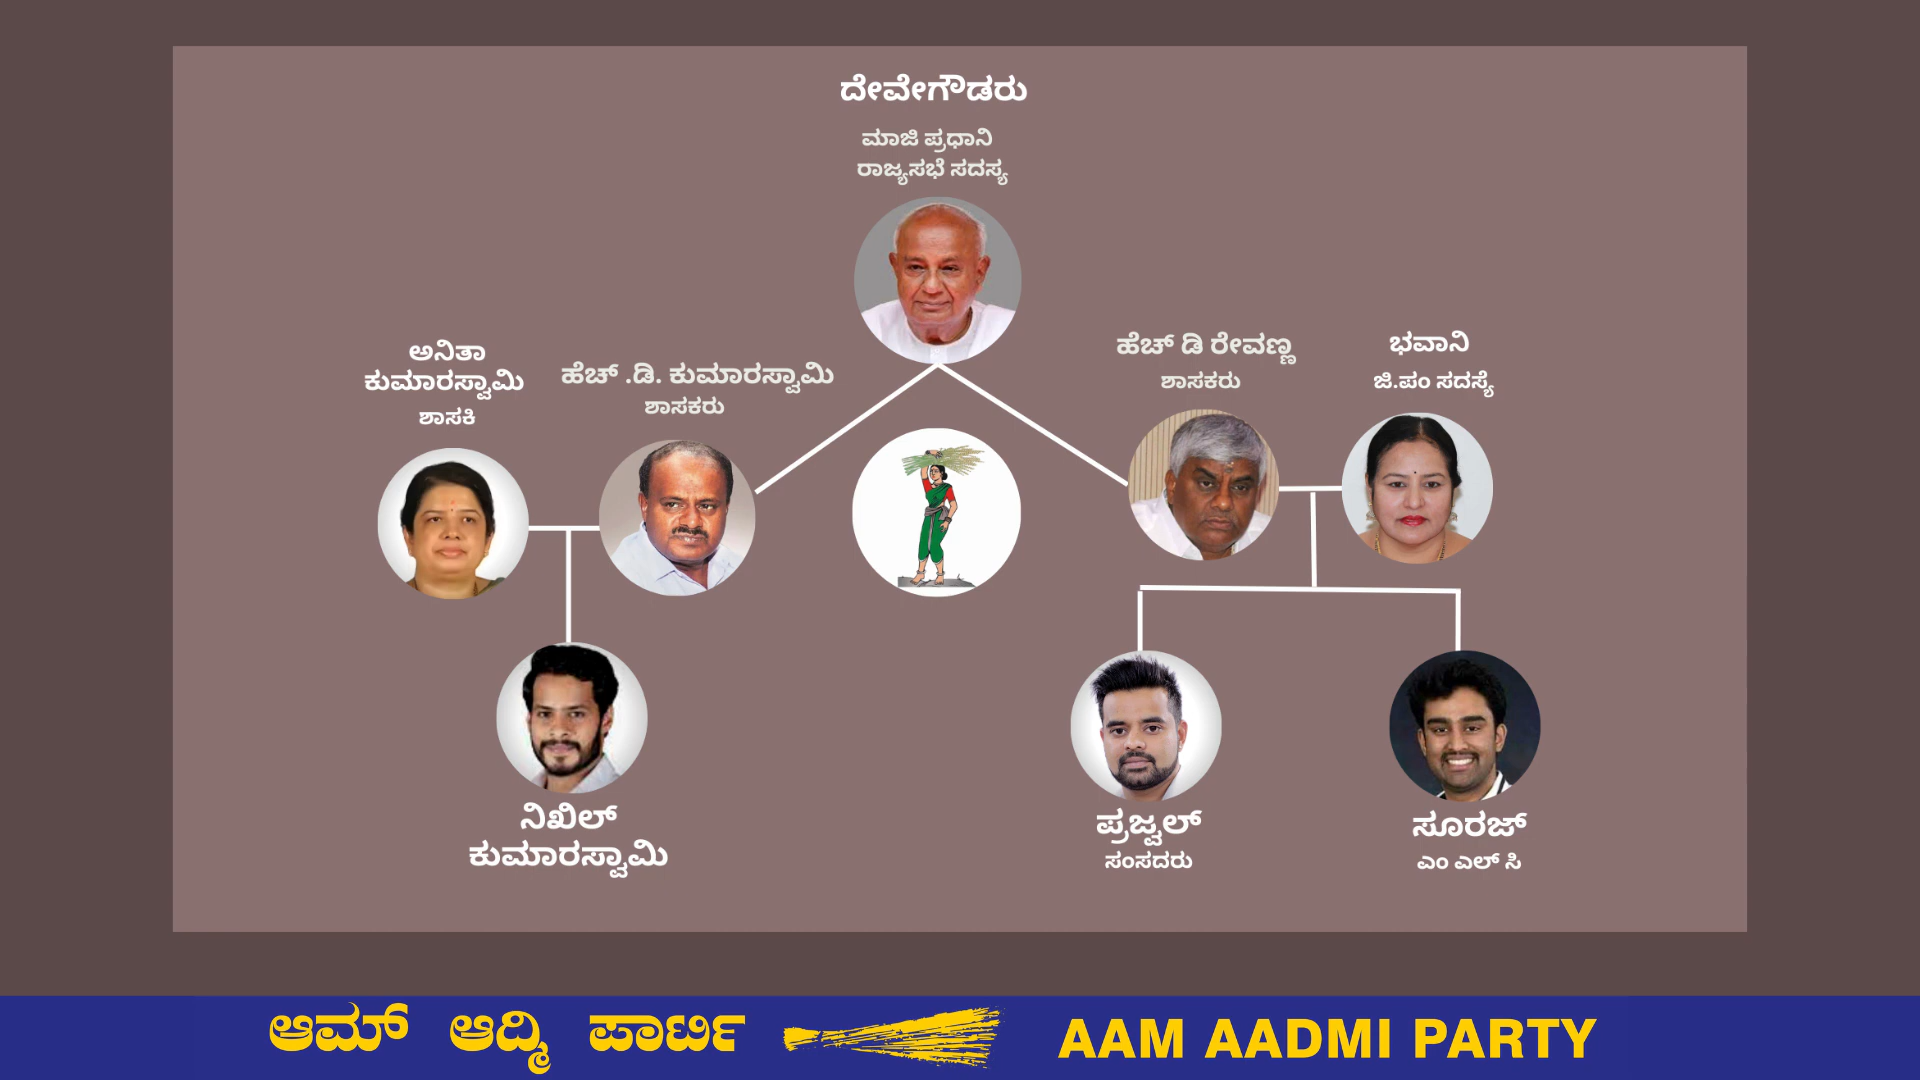 ದೇವೇಗೌಡರು
ಮಾಜಿ ಪ್ರಧಾನಿ
ರಾಜ್ಯಸಭೆ ಸದಸ್ಯ
ಅನಿತಾ
ಕುಮಾರಸ್ವಾಮಿ
ಶಾಸಕಿ
ಹೆಚ್ .ಡಿ. ಕುಮಾರಸ್ವಾಮಿ
ಶಾಸಕರು
ಹೆಚ್ ಡಿ ರೇವಣ್ಣ
ಶಾಸಕರು
ಭವಾನಿ
ಜಿ.ಪಂ ಸದಸ್ಯೆ
ನಿಖಿಲ್
ಕುಮಾರಸ್ವಾಮಿ
ಪ್ರಜ್ವಲ್
ಸಂಸದರು
ಸೂರಜ್
ಎಂ ಎಲ್ ಸಿ
ಆಮ್ ಆದ್ಮಿ ಪಾರ್ಟಿ AAM AADMI PARTY